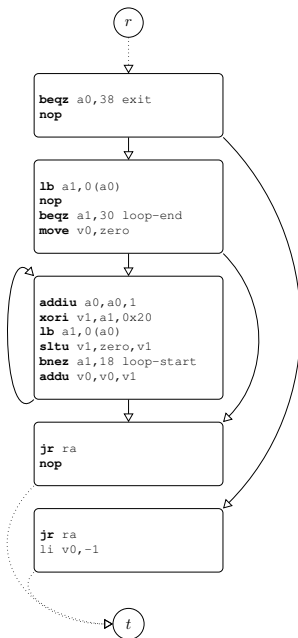 r
beqz a0,38 exit
nop
lb a1,0(a0)
nop
beqz a1,30 loop-end
move v0,zero
addiu a0,a0,1
xori v1,a1,0x20
lb a1,0(a0)
sltu v1,zero,v1
bnez a1,18 loop-start
addu v0,v0,v1
jr ra
nop
jr ra
li v0,-1
t